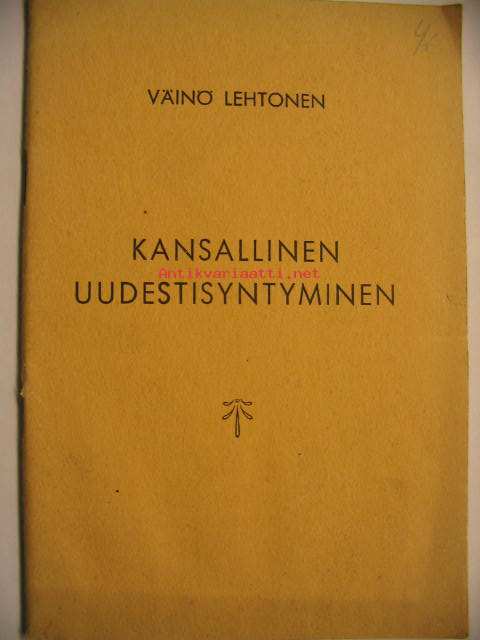 VÄINÖ LEHTONEN
KANSALLINEN
Antikvariaatti.net
UUDESTISYNTYMINEN